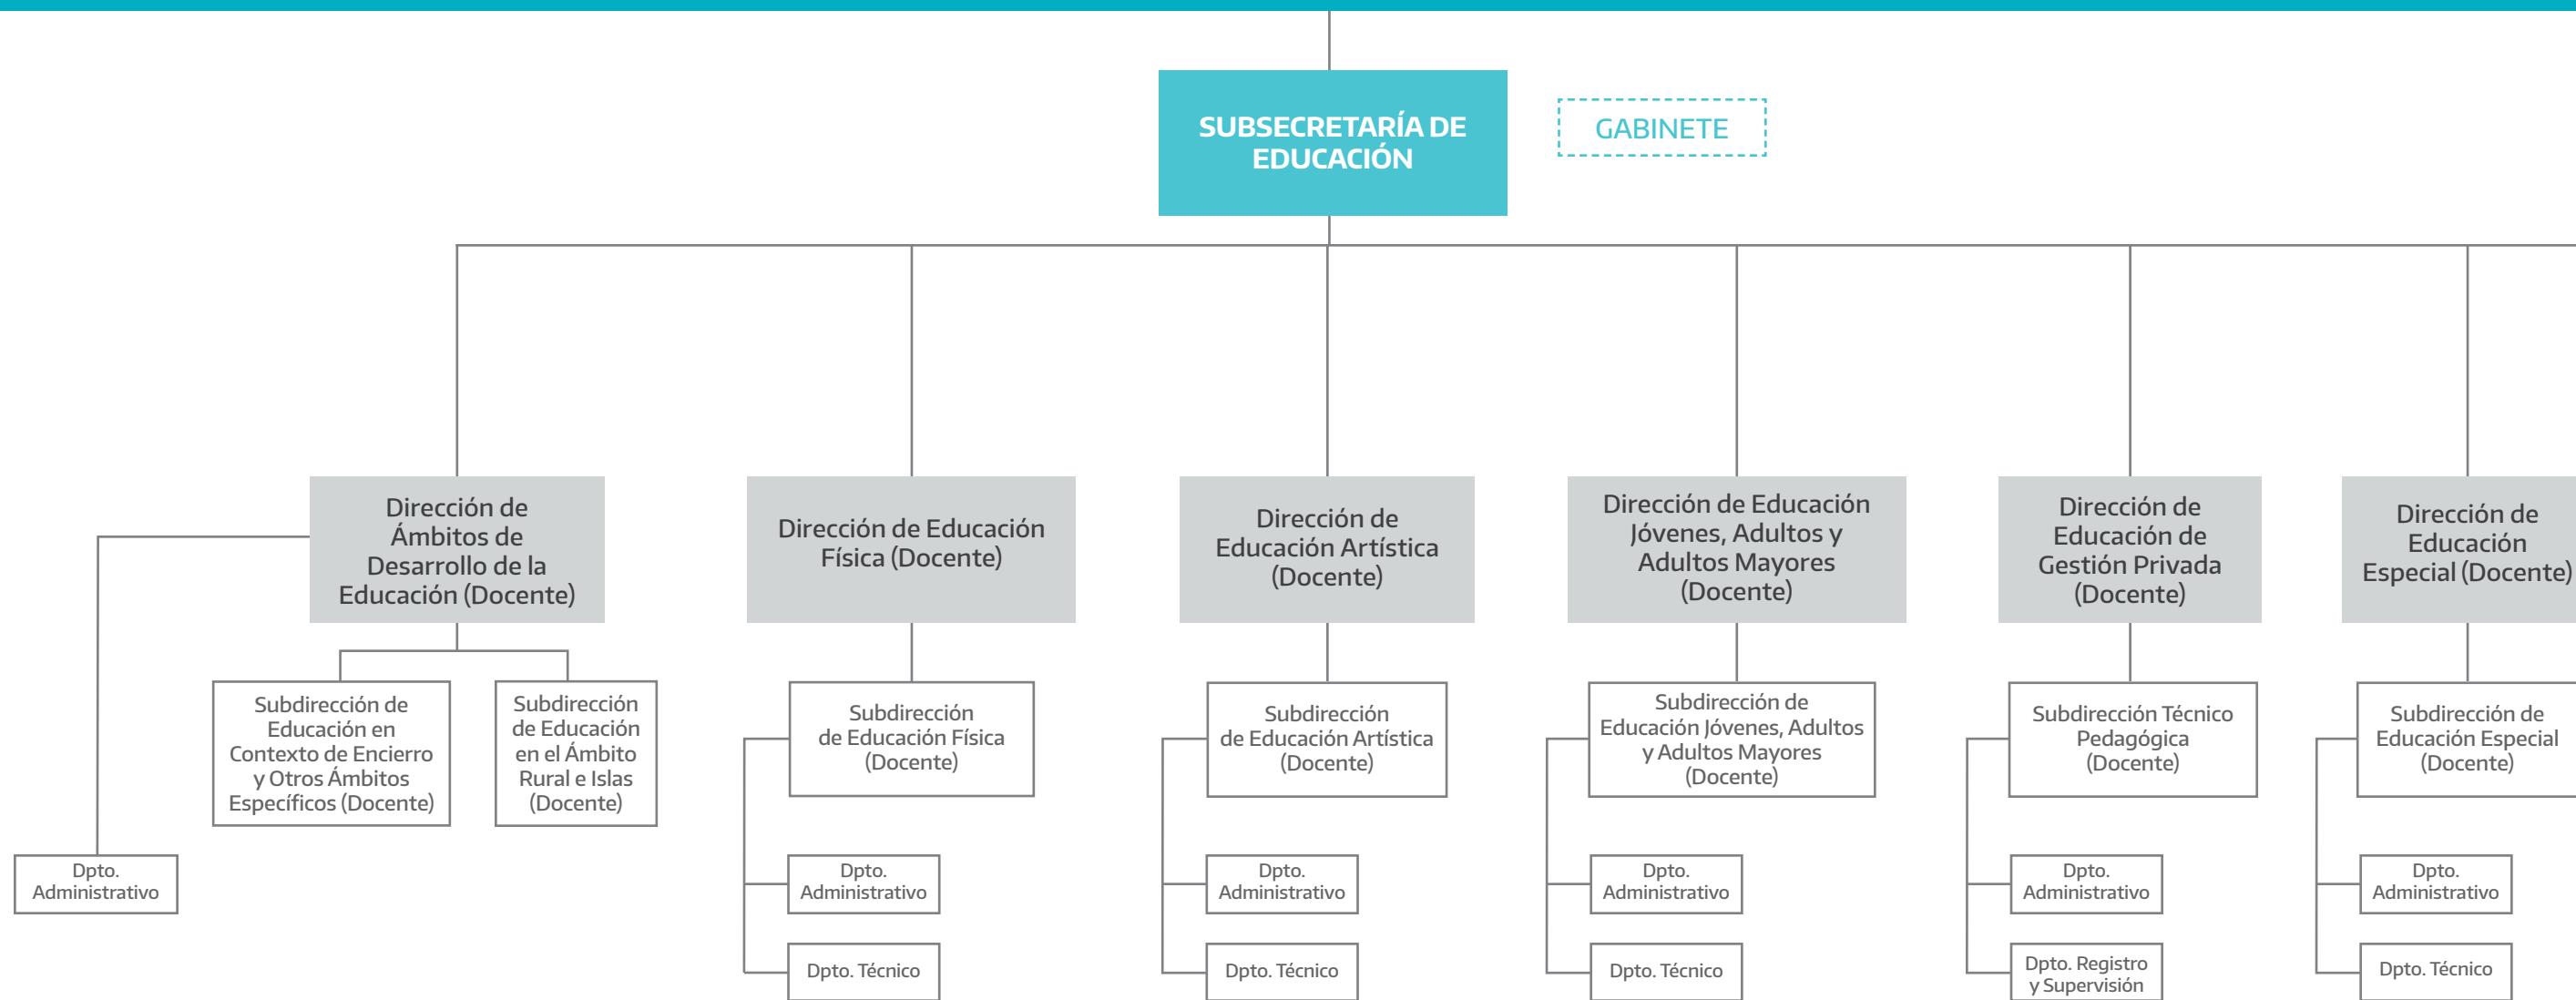 SUBSECRETARÍA DE
EDUCACIÓN
GABINETE
Dirección de
Ámbitos de
Desarrollo de la
Educación (Docente)
Dirección de Educación
Física (Docente)
Dirección de
Educación Artística
(Docente)
Dirección de Educación
Jóvenes, Adultos y
Adultos Mayores
(Docente)
Dirección de
Educación de
Gestión Privada
(Docente)
Dirección de
Educación
Especial (Docente)
Subdirección de
Educación en
Contexto de Encierro
y Otros Ámbitos
Específicos (Docente)
Subdirección
de Educación
en el Ámbito
Rural e Islas
(Docente)
Subdirección
de Educación Física
(Docente)
Subdirección
de Educación Artística
(Docente)
Subdirección de
Educación Jóvenes, Adultos
y Adultos Mayores
(Docente)
Subdirección Técnico
Pedagógica
(Docente)
Subdirección de
Educación Especial
(Docente)
Dpto.
Administrativo
Dpto.
Administrativo
Dpto.
Administrativo
Dpto.
Administrativo
Dpto.
Administrativo
Dpto.
Administrativo
Dpto. Técnico
Dpto. Técnico
Dpto. Técnico
Dpto. Registro
y Supervisión
Dpto. Técnico